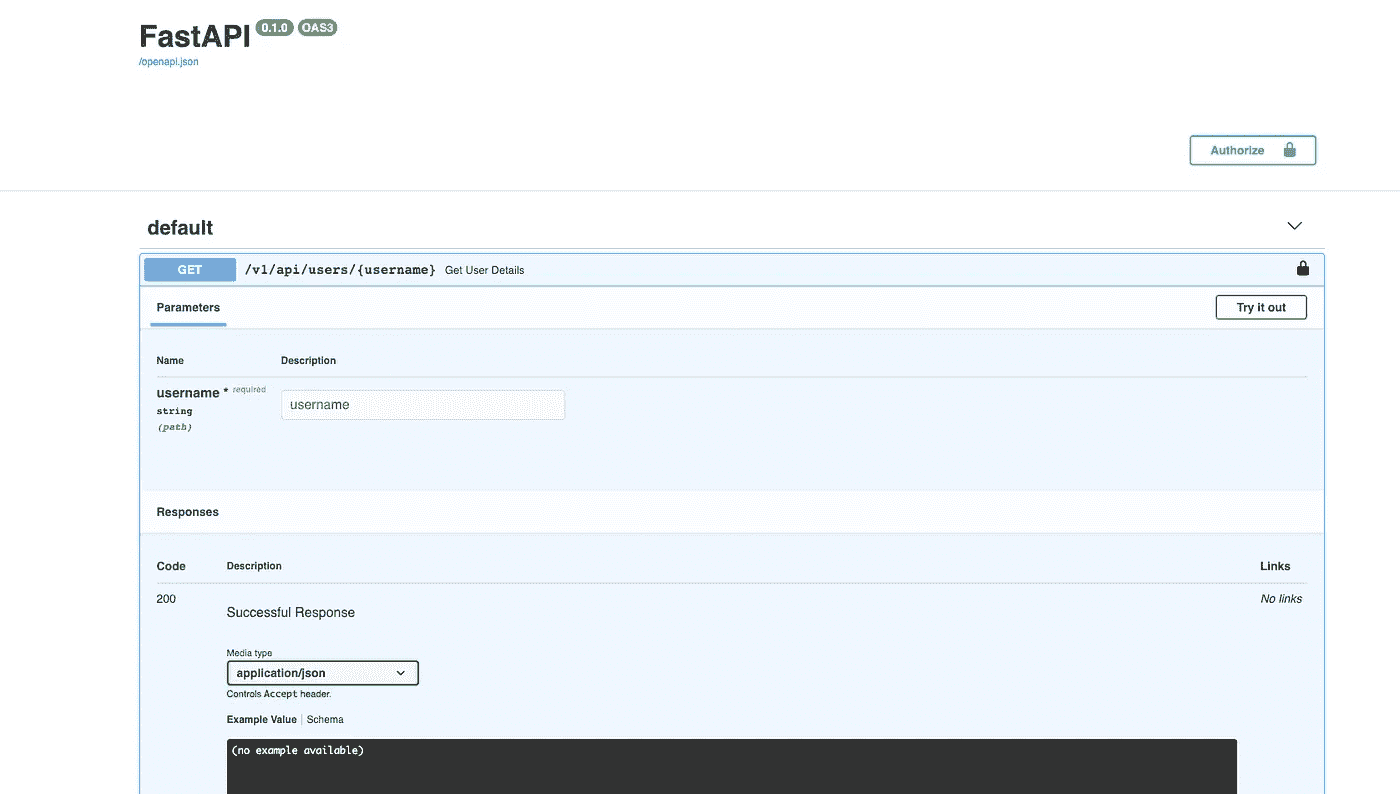 FastAPI 0.1.0 OAS3
/openapi.json
Authorize
default
GET /v1/api/users/{username} Get User Details
Parameters Try it out
Name Description
username * required username
string
(path)
Responses
Code Description Links
200 No links
Successful Response
Media type
application/json
Controls Accept header.
Example Value Schema
(no example available)